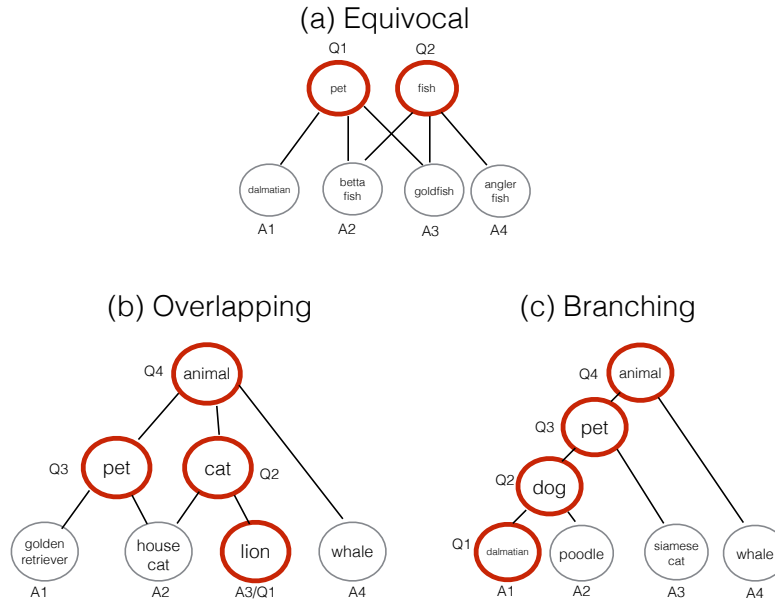 (a) Equivocal
Q1 Q2
pet fish
dalmatian
betta
fish
goldfish
angler
fish
A1 A2 A3 A4
(b) Overlapping
Q4 animal
Q3 pet cat Q2
golden
retriever
house
cat
lion
whale
A1 A2 A3/Q1 A4
(c) Branching
Q4 animal
Q3 pet
Q2 dog
Q1
dalmatian
poodle
siamese
cat
whale
A1 A2 A3 A4